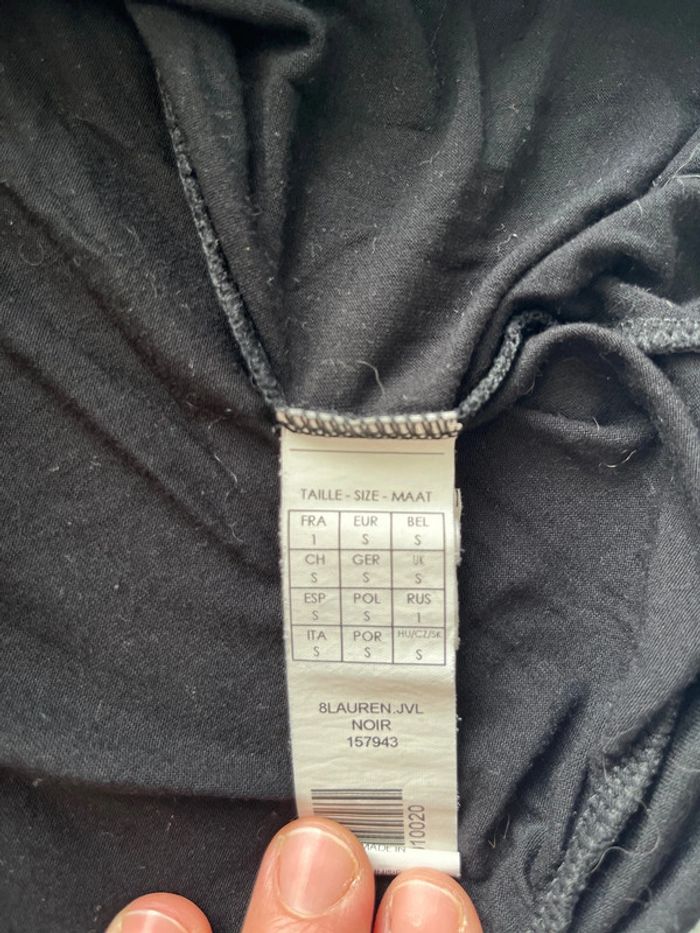 TAILLE - SIZE - MAAT
FRA EUR BEL
1 S S
CH GER UK
S S S
ESP POL RUS
S S 1
ITA POR HU/CZ/SK
S S S
8LAUREN.JVL
NOIR
157943
10020
MADE IN